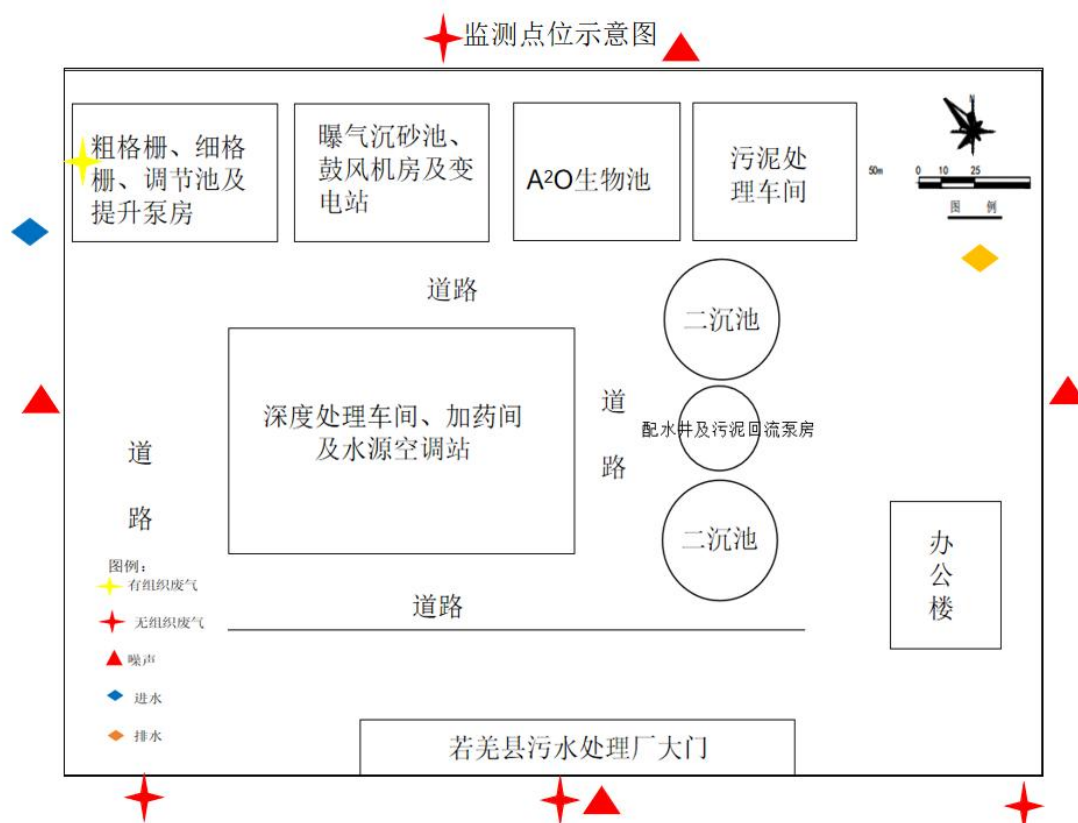 监测点位示意图
粗格栅、细格
栅、调节池及
提升泵房
曝气沉砂池、
鼓风机房及变
电站
A²O生物池
污泥处
理车间
N
50m
0 10 25
图 例
道路
二沉池
深度处理车间、加药间
及水源空调站
道
路
配水井及污泥回流泵房
道
路
二沉池
办
公
楼
图例：
有组织废气
无组织废气
噪声
进水
排水
道路
若羌县污水处理厂大门